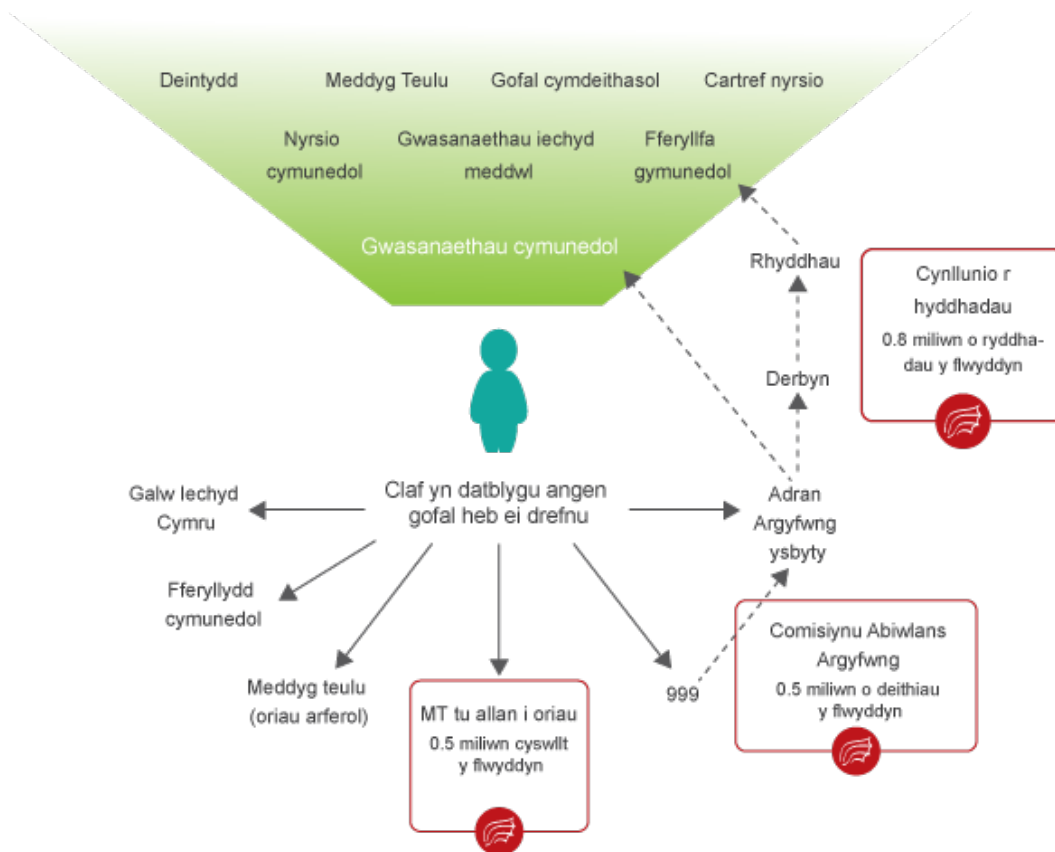 Deintydd
Meddyg Teulu
Gofal cymdeithasol
Cartref nyrsio
Nyrsio
cymunedol
Gwasanaethau iechyd
meddwl
Fferyllfa
gymunedol
Gwasanaethau cymunedol
Rhyddhau
Cynllunio r
hyddhadau
0.8 miliwn o ryddha-
dau y flwyddyn
Derbyn
Claf yn datblygu angen
gofal heb ei drefnu
Galw Iechyd
Cymru
Adran
Argyfwng
ysbyty
Fferyllydd
cymunedol
Meddyg teulu
(oriau arferol)
MT tu allan i oriau
0.5 miliwn cyswllt
y flwyddyn
999
Comisiynu Abiwlans
Argyfwng
0.5 miliwn o deithiau
y flwyddyn